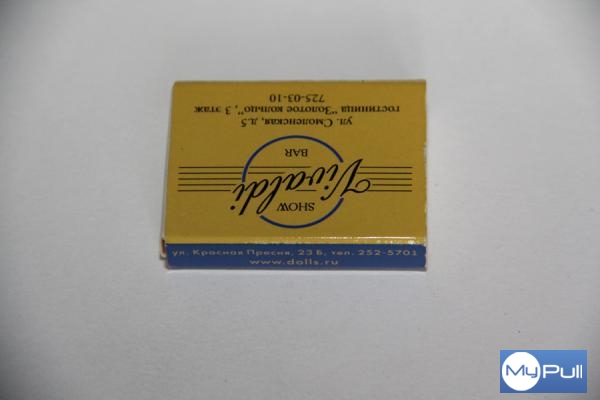 SHOW
Vivaldi
BAR
ул. Смоленская, д.5
гостиница "Золотое кольцо", 3 этаж
725-03-10
ул. Красная Пресня, 23 Б, тел. 252-5701
www.dolls.ru
MyPull